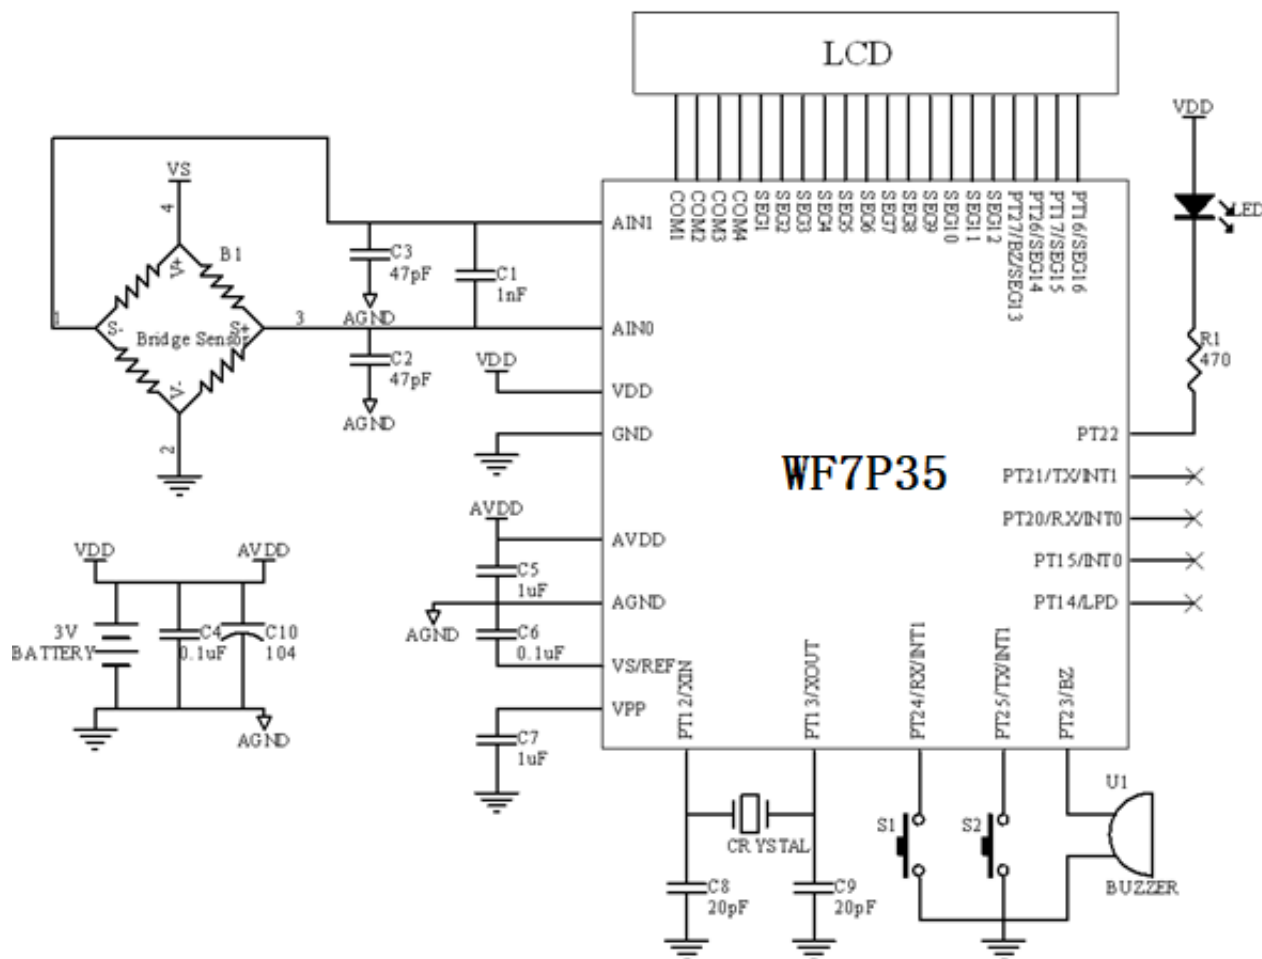 LCD
COM1
COM2
COM3
COM4
SEG1
SEG2
SEG3
SEG4
SEG5
SEG6
SEG7
SEG8
SEG9
SEG10
SEG11
SEG12
PT27/BZ/SEG13
PT26/SEG14
PT17/SEG15
PT16/SEG16
VDD
LED
R1
470
VS
4
B1
V+
1
S-
S+
3
Bridge Sensor
V-
2
C3
47pF
AGND
C1
1nF
C2
47pF
AGND
VDD
AIN1
AIN0
VDD
GND
WF7P35
PT22
PT21/TX/INT1
PT20/RX/INT0
PT15/INT0
PT14/LPD
AVDD
AVDD
C5
1uF
AGND
AGND
C6
0.1uF
VS/REF
VPP
C7
1uF
VDD
AVDD
3V
BATTERY
C4
0.1uF
C10
104
AGND
PT12/XIN
PT13/XOUT
PT24/RX/INT1
PT25/TX/INT1
PT23/BZ
CRYSTAL
C8
20pF
C9
20pF
S1
S2
U1
BUZZER